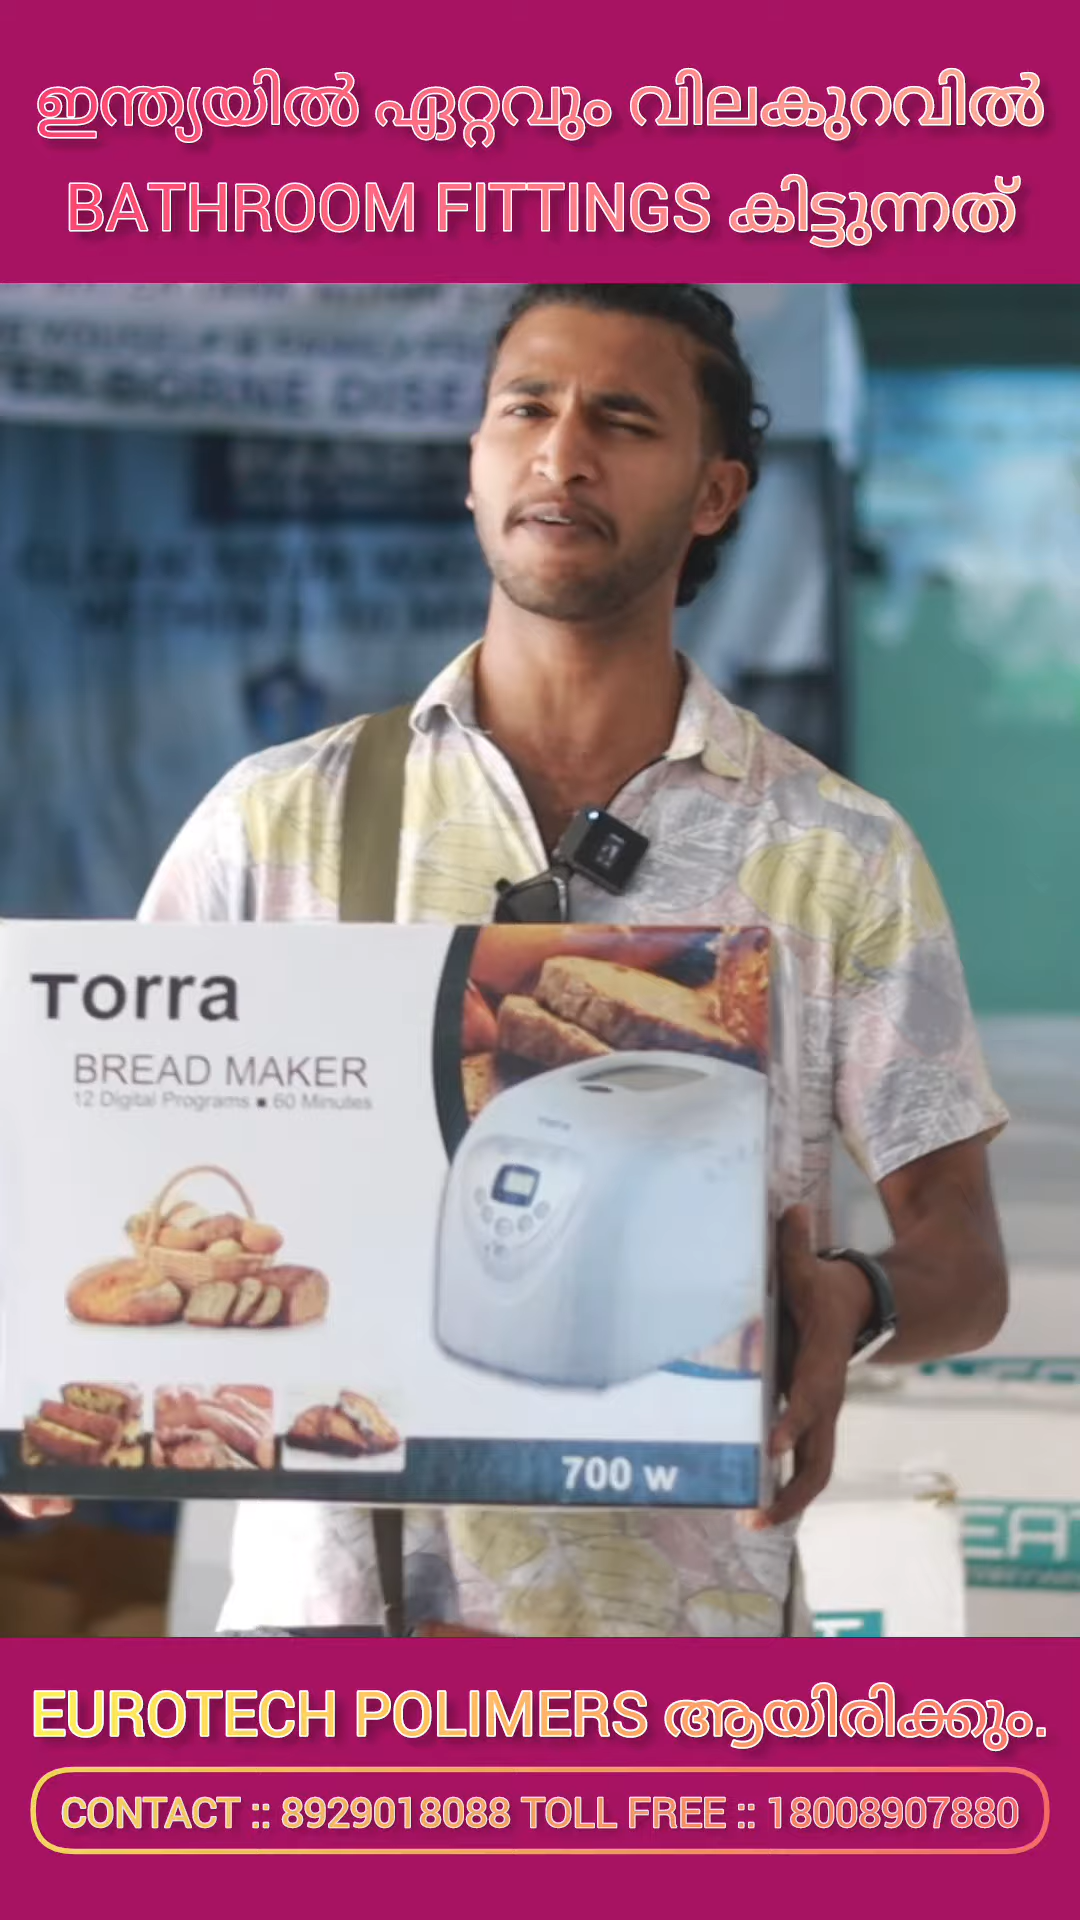 ഇന്ത്യയിൽ ഏറ്റവും വിലകുറവിൽ
BATHROOM FITTINGS കിട്ടുന്നത്
Torra
BREAD MAKER
12 Digital Programs ■ 60 Minutes
700 w
EUROTECH POLIMERS ആയിരിക്കും.
CONTACT :: 8929018088 TOLL FREE :: 18008907880